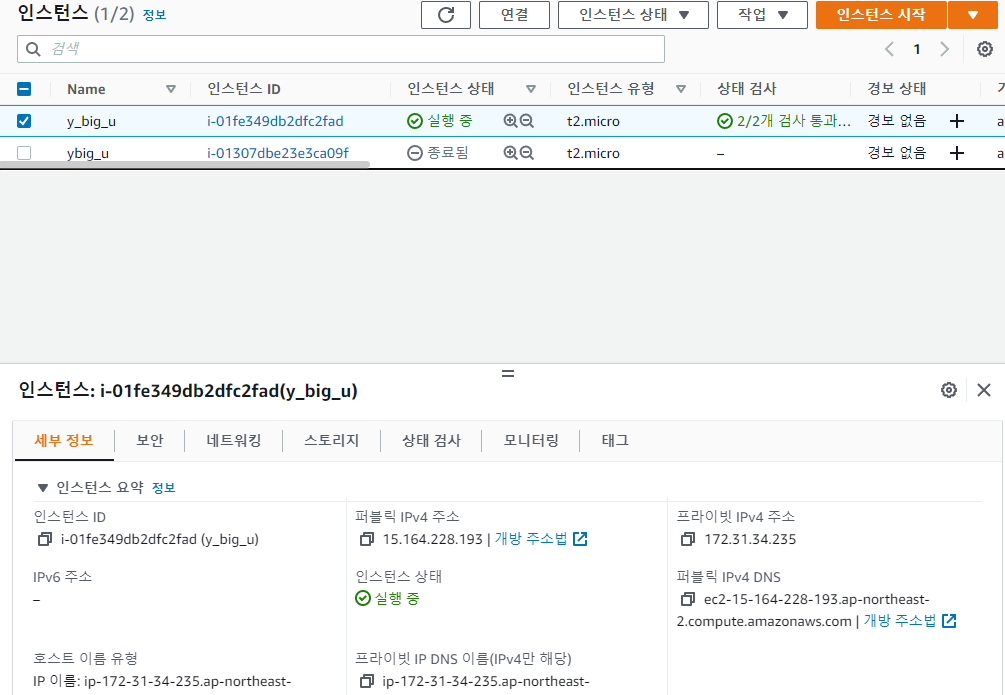 인스턴스 (1/2) 정보 연결 인스턴스 상태 작업 인스턴스 시작
검색 1
Name 인스턴스 ID 인스턴스 상태 인스턴스 유형 상태 검사 경보 상태
y_big_u i-01fe349db2dfc2fad 실행 중 t2.micro 2/2개 검사 통과... 경보 없음 + a
ybig_u i-01307dbe23e3ca09f 종료됨 t2.micro – 경보 없음 + a
인스턴스: i-01fe349db2dfc2fad(y_big_u)
세부 정보 보안 네트워킹 스토리지 상태 검사 모니터링 태그
인스턴스 요약 정보
인스턴스 ID 퍼블릭 IPv4 주소 프라이빗 IPv4 주소
i-01fe349db2dfc2fad (y_big_u) 15.164.228.193 | 개방 주소법 172.31.34.235
IPv6 주소 인스턴스 상태 퍼블릭 IPv4 DNS
– 실행 중 ec2-15-164-228-193.ap-northeast-
2.compute.amazonaws.com | 개방 주소법
호스트 이름 유형 프라이빗 IP DNS 이름(IPv4만 해당)
IP 이름: ip-172-31-34-235.ap-northeast- ip-172-31-34-235.ap-northeast-